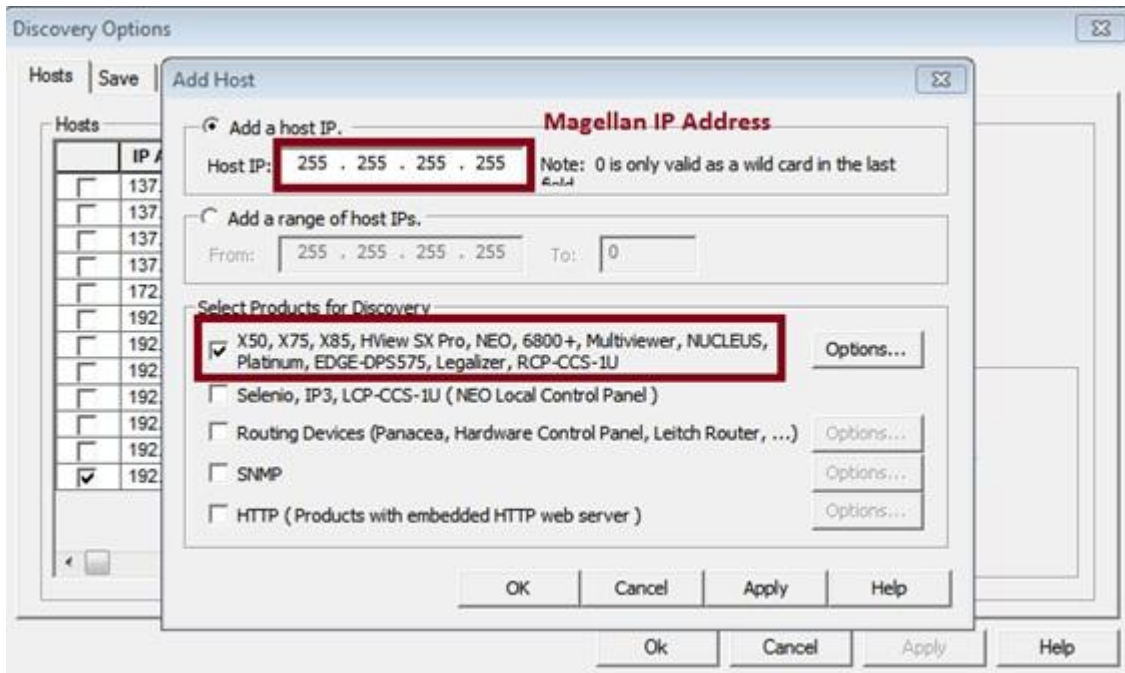 Discovery Options
Hosts
Save
Add Host
Hosts
Add a host IP.
Magellan IP Address
Host IP: 255 . 255 . 255 . 255
Note: 0 is only valid as a wild card in the last
IP
137.
137.
137.
137.
172.
192.
192.
192.
192.
192.
192.
192.
Add a range of host IPs.
From: 255 . 255 . 255 . 255 To: 0
Select Products for Discovery
X50, X75, X85, HView SX Pro, NEO, 6800+, Multiviewer, NUCLEUS,
Platinum, EDGE-DPS575, Legalizer, RCP-CCS-1U
Options...
Selenio, IP3, LCP-CCS-1U ( NEO Local Control Panel )
Routing Devices (Panacea, Hardware Control Panel, Leitch Router, ...)
Options...
SNMP
Options...
HTTP ( Products with embedded HTTP web server )
Options...
OK
Cancel
Apply
Help
Ok
Cancel
Apply
Help